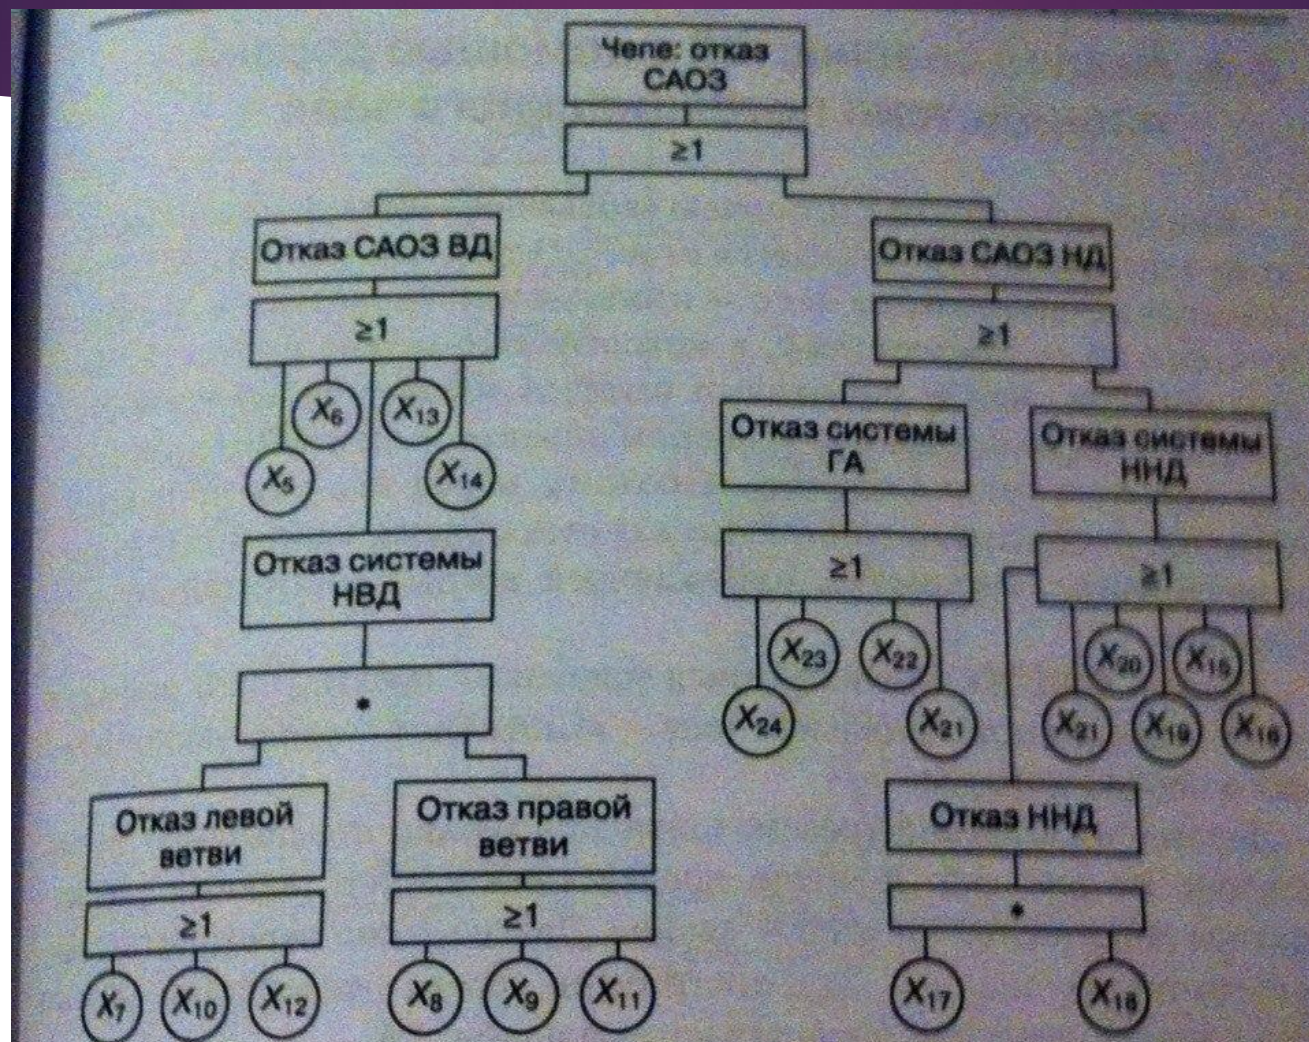 Чепе: отказ
САОЗ
≥1
Отказ САОЗ ВД
Отказ САОЗ НД
≥1
≥1
X₆
X₁₃
X₅
X₁₄
Отказ системы
ГА
Отказ системы
ННД
Отказ системы
НВД
≥1
≥1
X₂₃
X₂₂
X₂₀
X₁₅
X₂₄
X₂₁
X₂₁
X₁₉
X₁₆
*
Отказ левой
ветви
Отказ правой
ветви
Отказ ННД
≥1
≥1
*
X₇
X₁₀
X₁₂
X₈
X₉
X₁₁
X₁₇
X₁₈